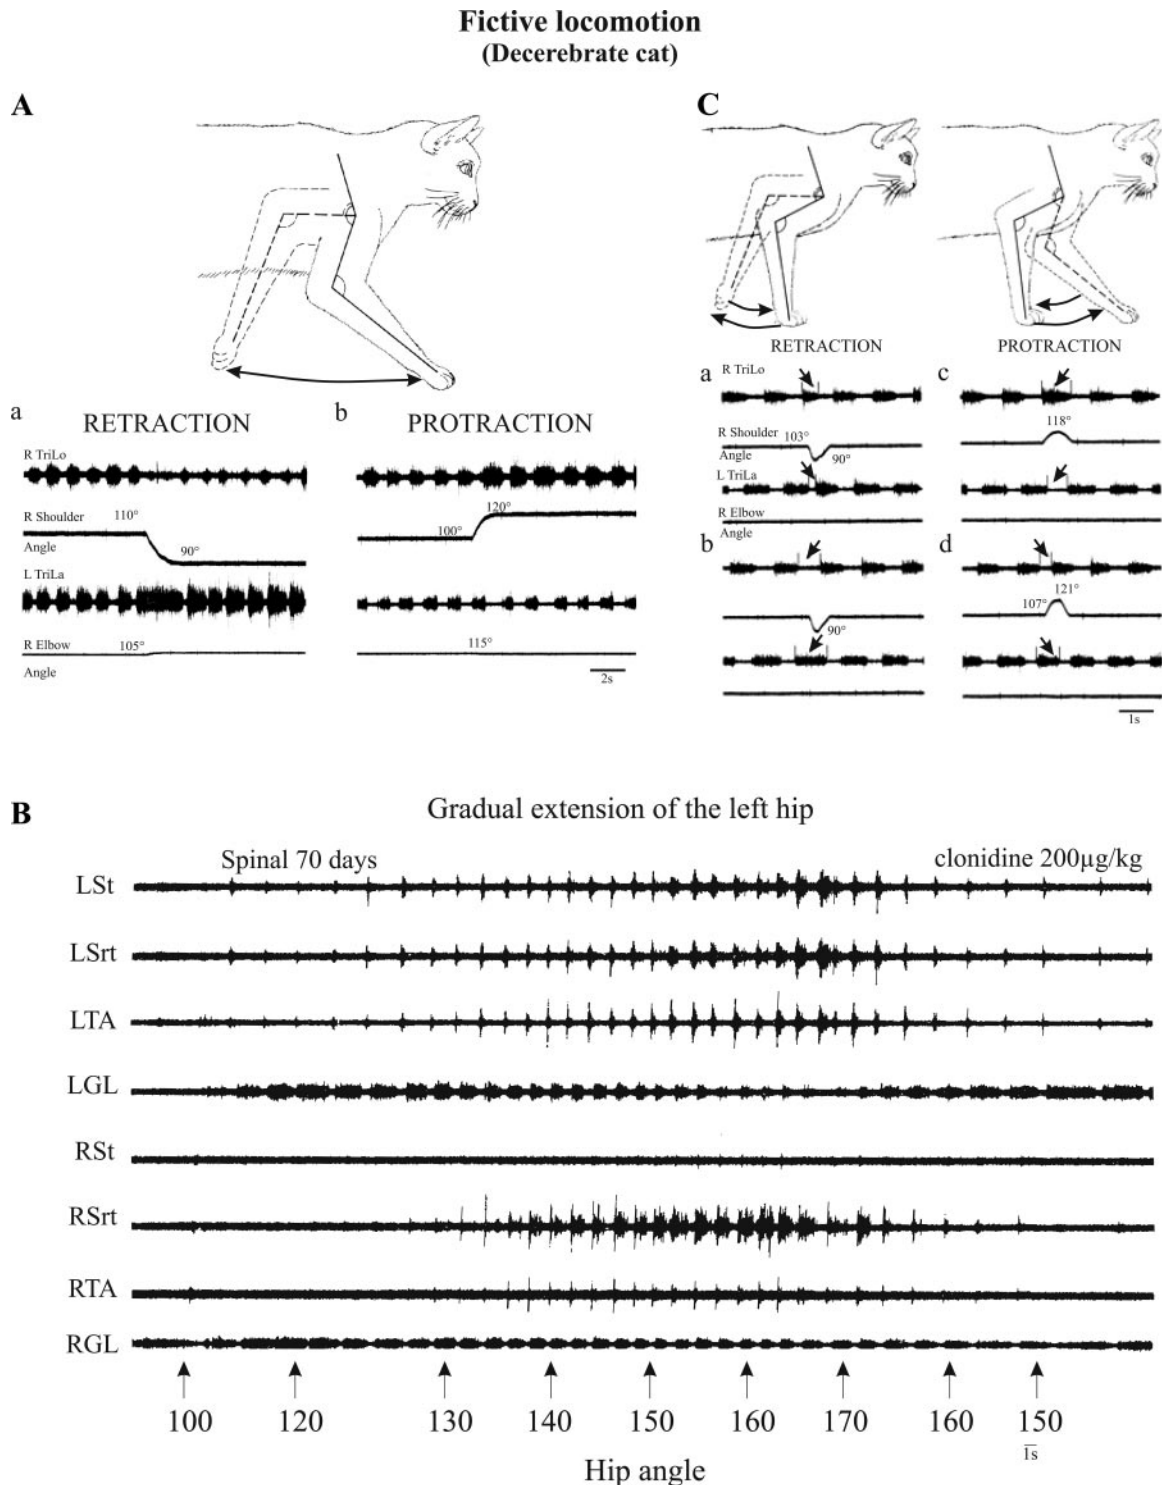 Fictive locomotion
(Decerebrate cat)
A
a
RETRACTION
R TriLo
R Shoulder
Angle
110°
90°
L TriLa
R Elbow
Angle
105°
b
PROTRACTION
100°
120°
115°
2s
C
RETRACTION
PROTRACTION
a
R TriLo
R Shoulder
Angle
103°
90°
L TriLa
R Elbow
Angle
c
118°
b
90°
d
107°
121°
1s
B
Gradual extension of the left hip
Spinal 70 days
clonidine 200µg/kg
LSt
LSrt
LTA
LGL
RSt
RSrt
RTA
RGL
100 120 130 140 150 160 170 160 150
1s
Hip angle